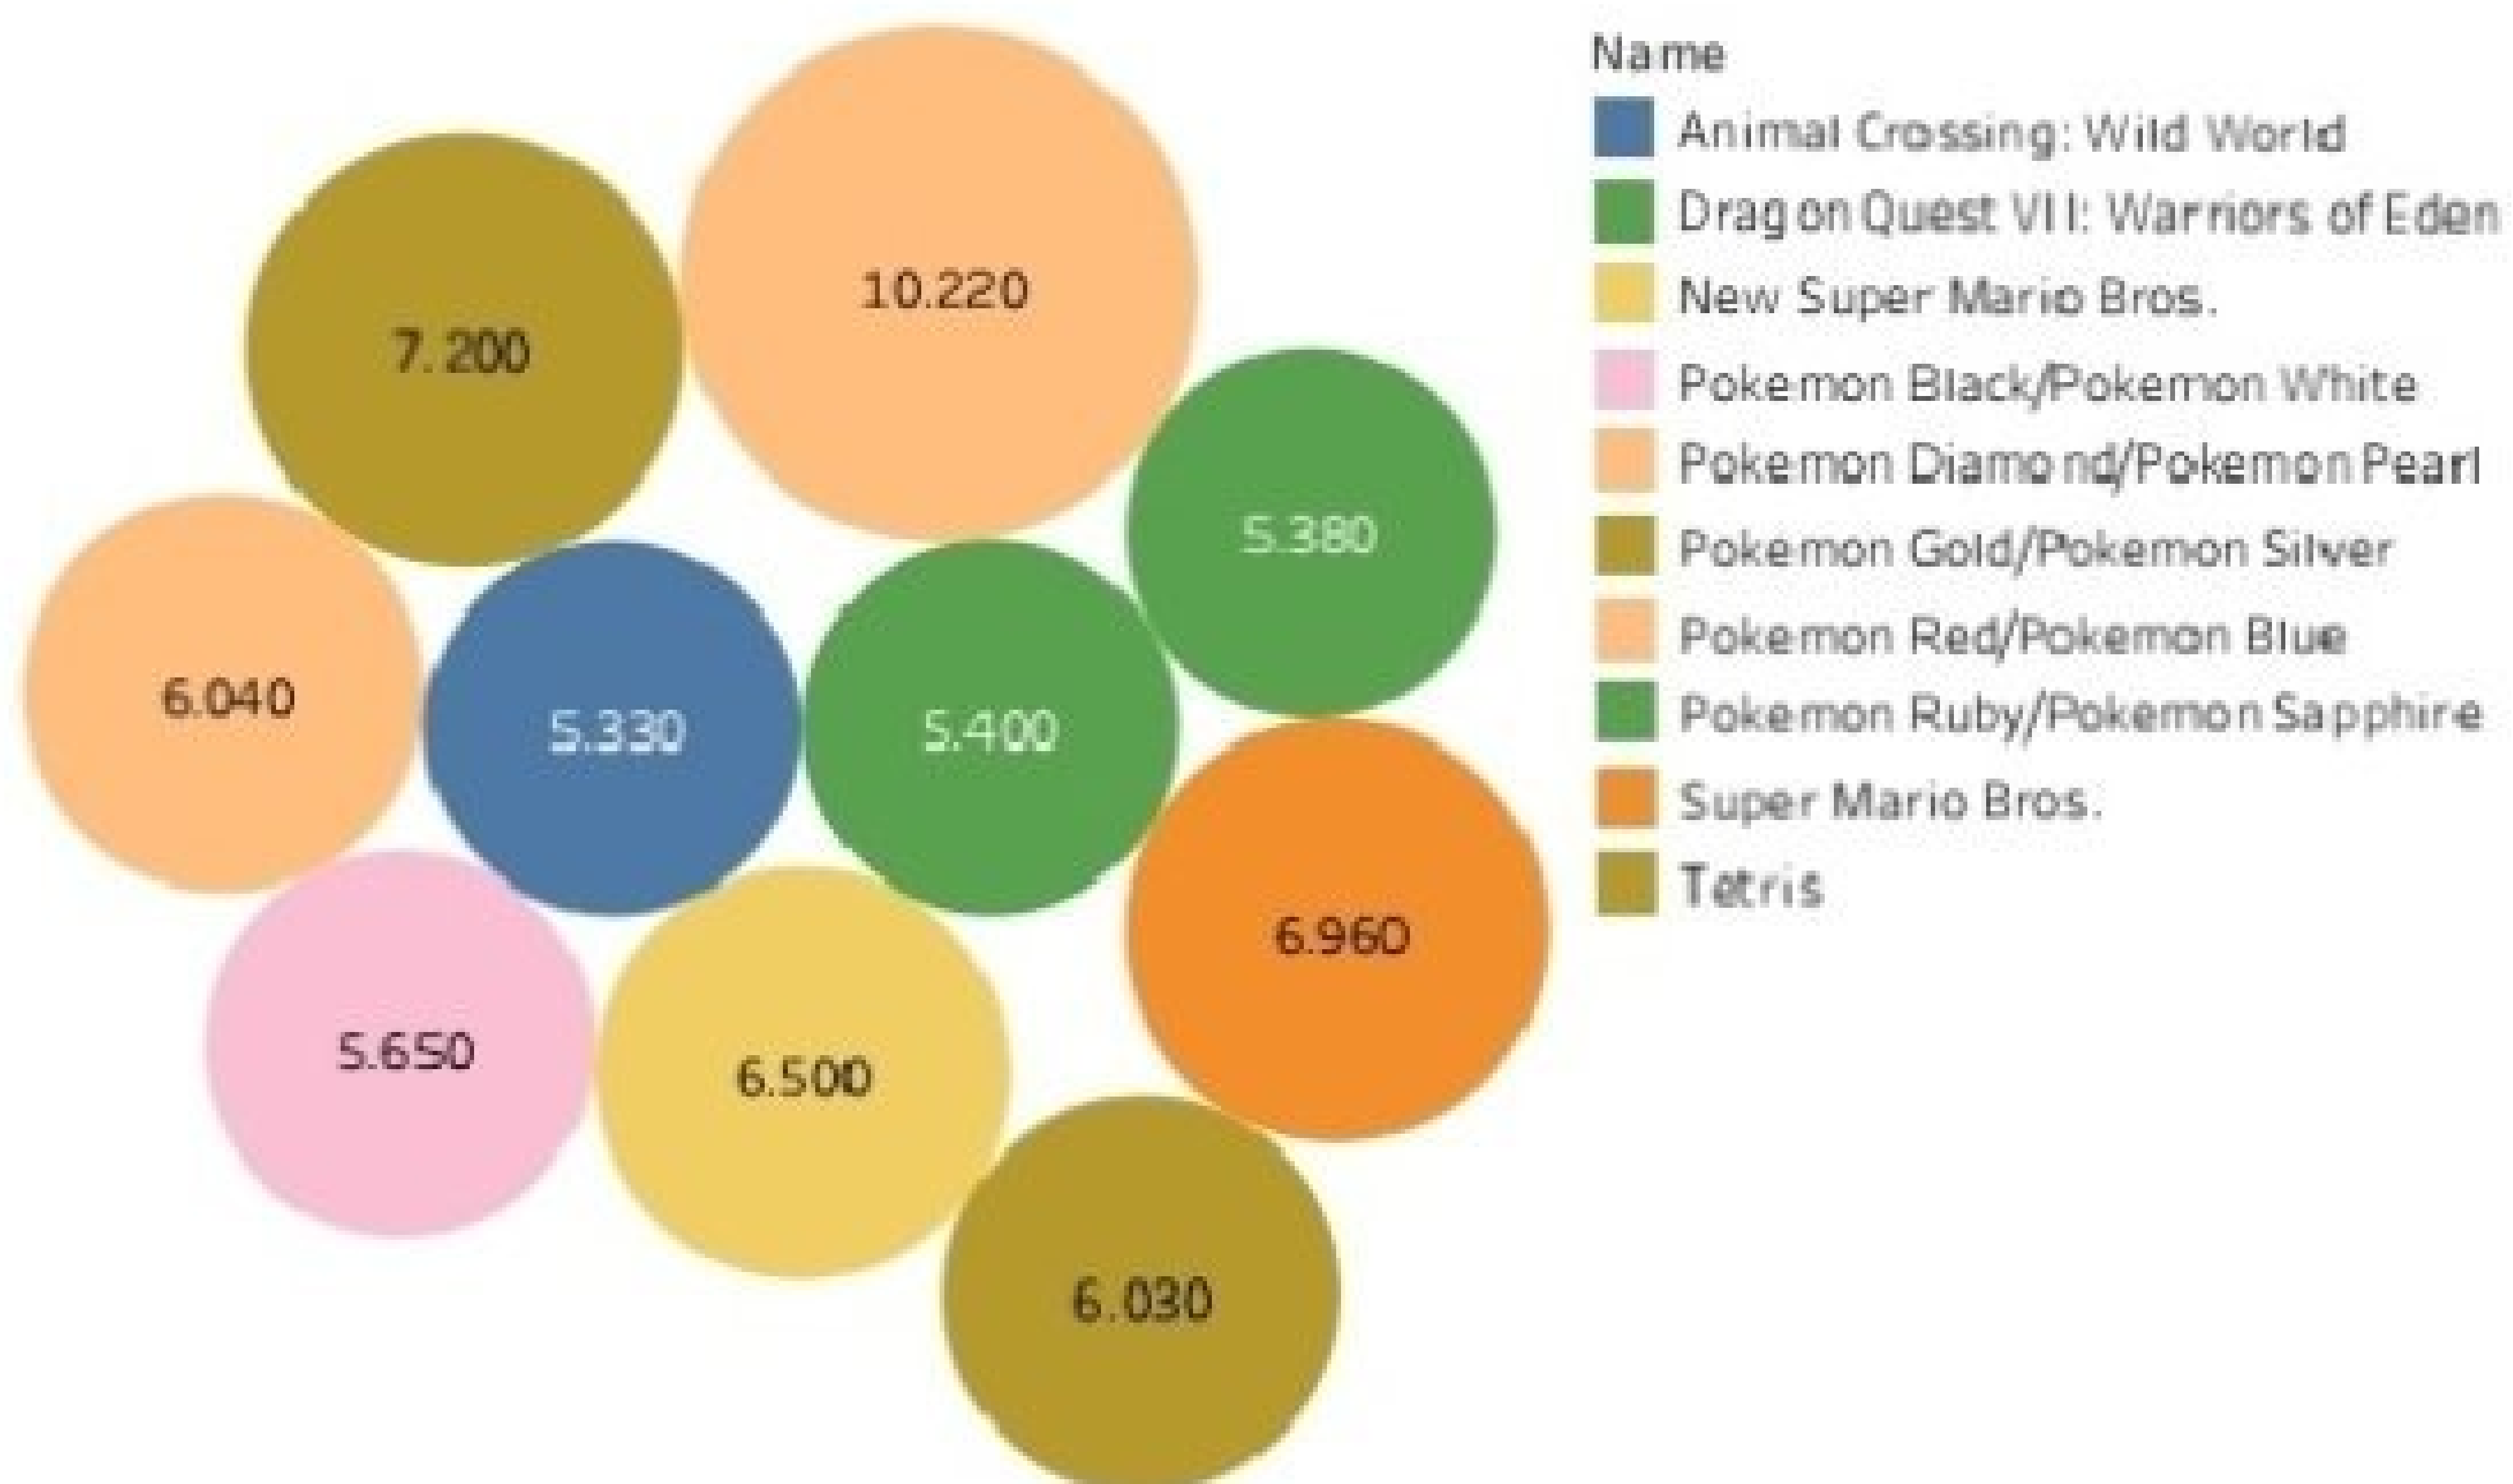 10.220
7.200
5.380
6.040
5.330
5.400
6.960
5.650
6.500
6.030
Name
Animal Crossing: Wild World
Dragon Quest VII: Warriors of Eden
New Super Mario Bros.
Pokemon Black/Pokemon White
Pokemon Diamond/Pokemon Pearl
Pokemon Gold/Pokemon Silver
Pokemon Red/Pokemon Blue
Pokemon Ruby/Pokemon Sapphire
Super Mario Bros.
Tetris